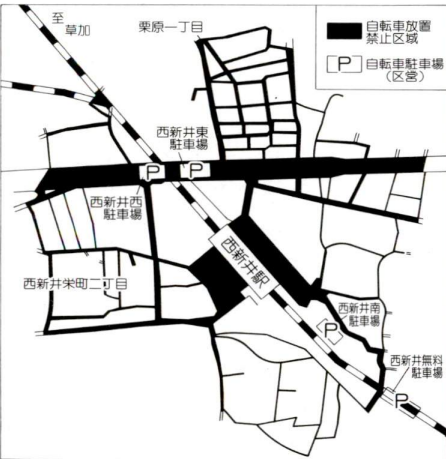 至
草加
栗原一丁目
自転車放置
禁止区域
P 自転車駐車場
(区営)
西新井東
駐車場
P
P
西新井西
駐車場
西新井駅
西新井栄町二丁目
西新井南
駐車場
P
西新井無料
駐車場
P